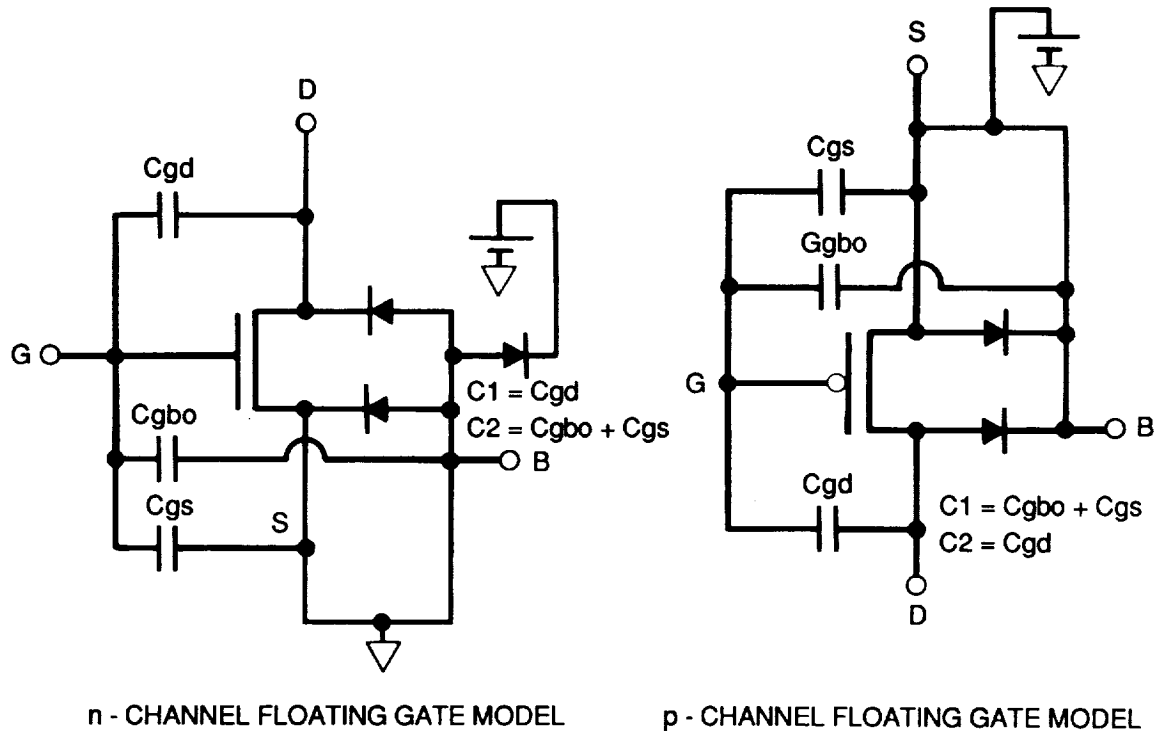 D
Cgd
G
Cgbo
Cgs
S
C1 = Cgd
C2 = Cgbo + Cgs
B
n - CHANNEL FLOATING GATE MODEL
S
Cgs
Ggbo
G
B
Cgd
C1 = Cgbo + Cgs
C2 = Cgd
D
p - CHANNEL FLOATING GATE MODEL